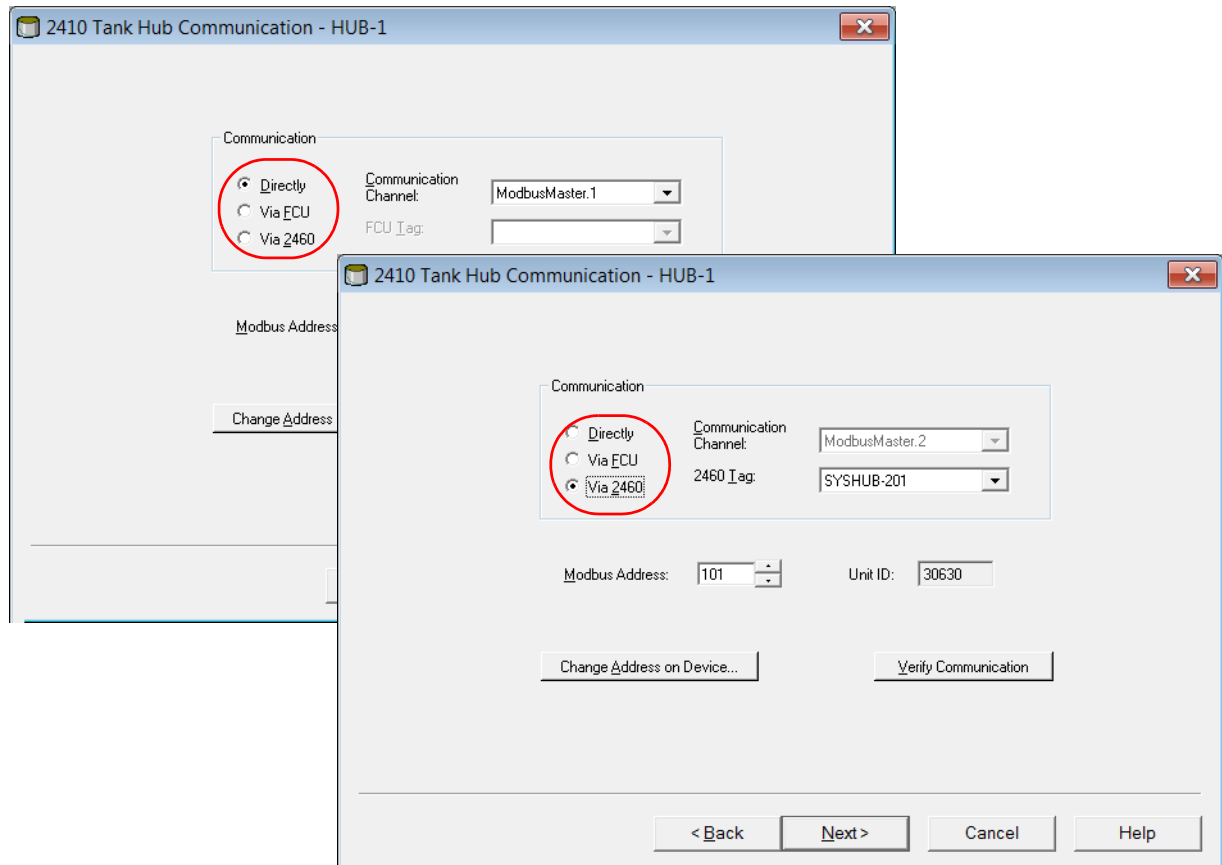 2410 Tank Hub Communication - HUB-1
Communication
Directly
Via FCU
Via 2460
Communication
Channel:
ModbusMaster.1
FCU Tag:
Modbus Address
Change Address
2410 Tank Hub Communication - HUB-1
Communication
Directly
Via FCU
Via 2460
Communication
Channel:
ModbusMaster.2
2460 Tag:
SYSHUB-201
Modbus Address: 101 Unit ID: 30630
Change Address on Device... Verify Communication
< Back Next > Cancel Help